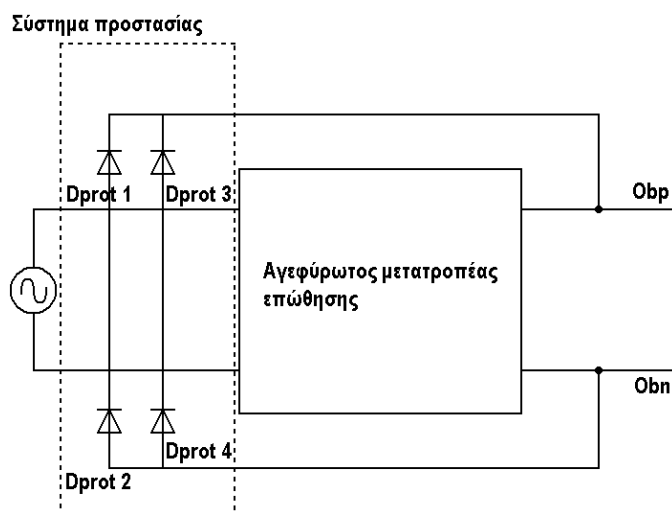 Σύστημα προστασίας
Dprot 1
Dprot 3
Obp
Αγεφύρωτος μετατροπέας
επώθησης
Obn
Dprot 4
Dprot 2